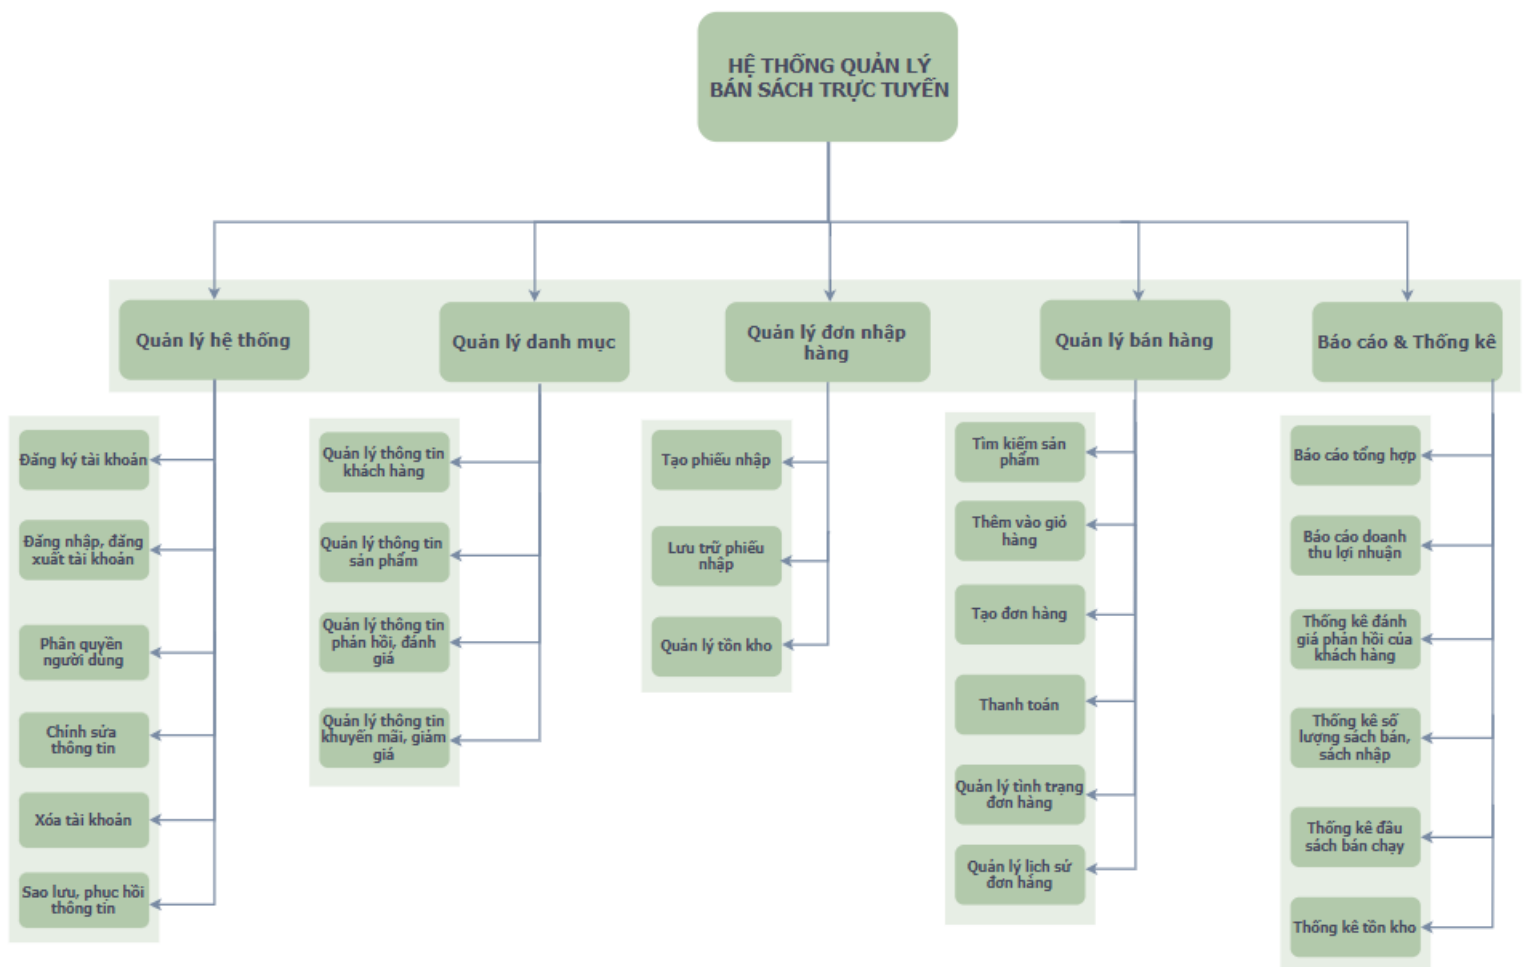 HỆ THỐNG QUẢN LÝ
BÁN SÁCH TRỰC TUYẾN
Quản lý hệ thống
Quản lý danh mục
Quản lý đơn nhập
hàng
Quản lý bán hàng
Báo cáo & Thống kê
Đăng ký tài khoản
Đăng nhập, đăng
xuất tài khoản
Phân quyền
người dùng
Chỉnh sửa
thông tin
Xóa tài khoản
Sao lưu, phục hồi
thông tin
Quản lý thông tin
khách hàng
Quản lý thông tin
sản phẩm
Quản lý thông tin
phản hồi, đánh
giá
Quản lý thông tin
khuyến mãi, giảm
giá
Tạo phiếu nhập
Lưu trữ phiếu
nhập
Quản lý tồn kho
Tìm kiếm sản
phẩm
Thêm vào giỏ
hàng
Tạo đơn hàng
Thanh toán
Quản lý tình trạng
đơn hàng
Quản lý lịch sử
đơn hàng
Báo cáo tổng hợp
Báo cáo doanh
thu lợi nhuận
Thống kê đánh
giá phản hồi của
khách hàng
Thống kê số
lượng sách bán,
sách nhập
Thống kê đầu
sách bán chạy
Thống kê tồn kho